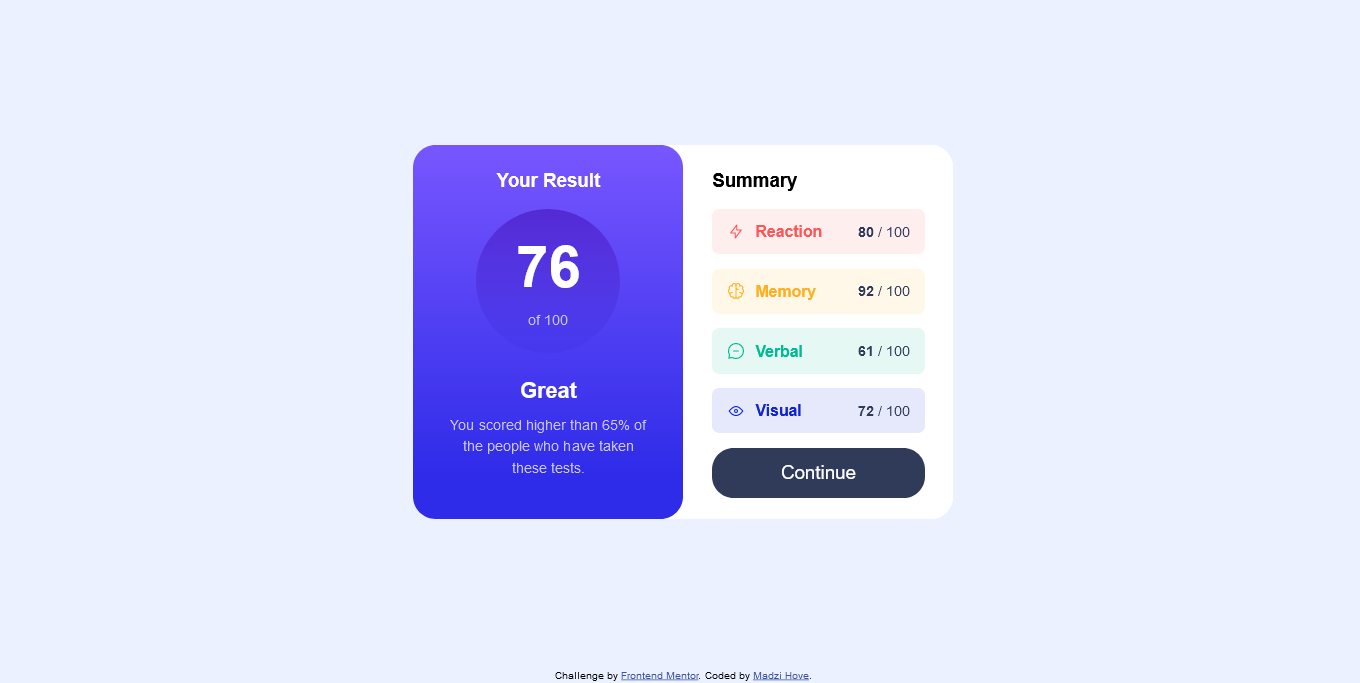 Your Result
76
of 100
Great
You scored higher than 65% of
the people who have taken
these tests.
Summary
Reaction 80 / 100
Memory 92 / 100
Verbal 61 / 100
Visual 72 / 100
Continue
Challenge by Frontend Mentor. Coded by Madzi Hove.